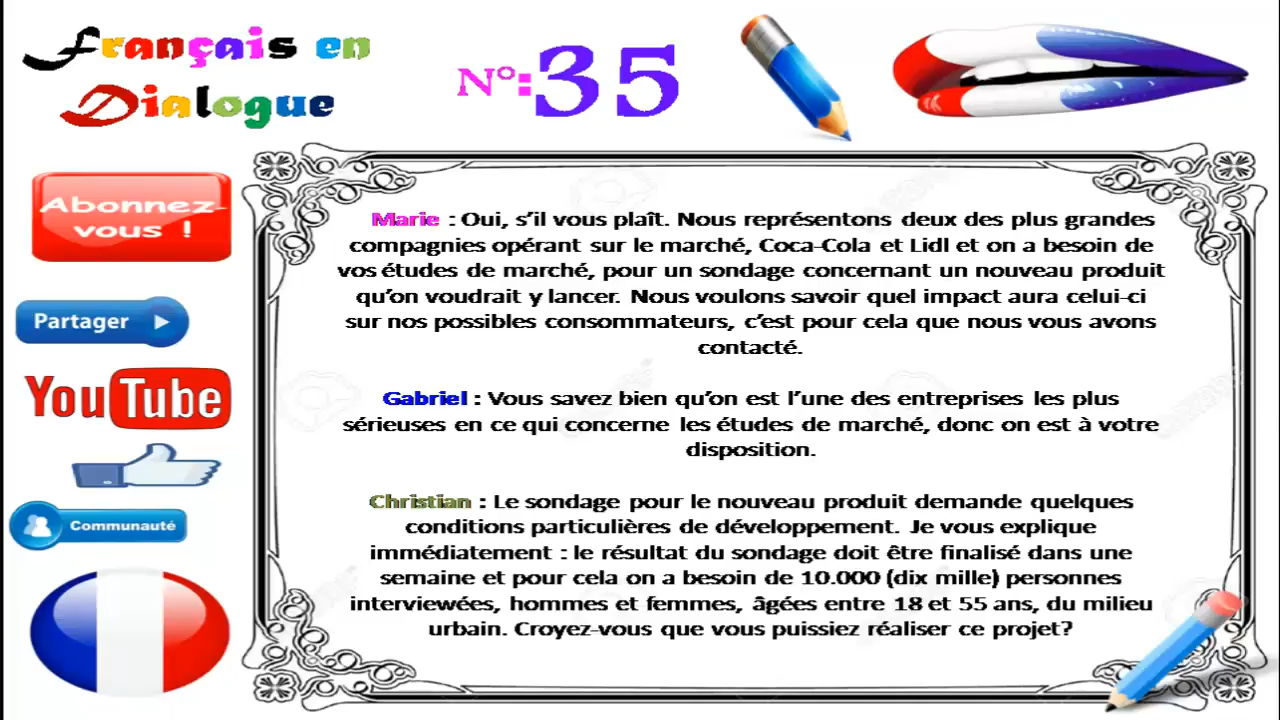 Français en
Dialogue
N°:35
Abonnez-
vous !
Partager
YouTube
Communauté
Marie : Oui, s’il vous plaît. Nous représentons deux des plus grandes
compagnies opérant sur le marché, Coca-Cola et Lidl et on a besoin de
vos études de marché, pour un sondage concernant un nouveau produit
qu’on voudrait y lancer. Nous voulons savoir quel impact aura celui-ci
sur nos possibles consommateurs, c’est pour cela que nous vous avons
contacté.
Gabriel : Vous savez bien qu’on est l’une des entreprises les plus
sérieuses en ce qui concerne les études de marché, donc on est à votre
disposition.
Christian : Le sondage pour le nouveau produit demande quelques
conditions particulières de développement. Je vous explique
immédiatement : le résultat du sondage doit être finalisé dans une
semaine et pour cela on a besoin de 10.000 (dix mille) personnes
interviewées, hommes et femmes, âgées entre 18 et 55 ans, du milieu
urbain. Croyez-vous que vous puissiez réaliser ce projet?